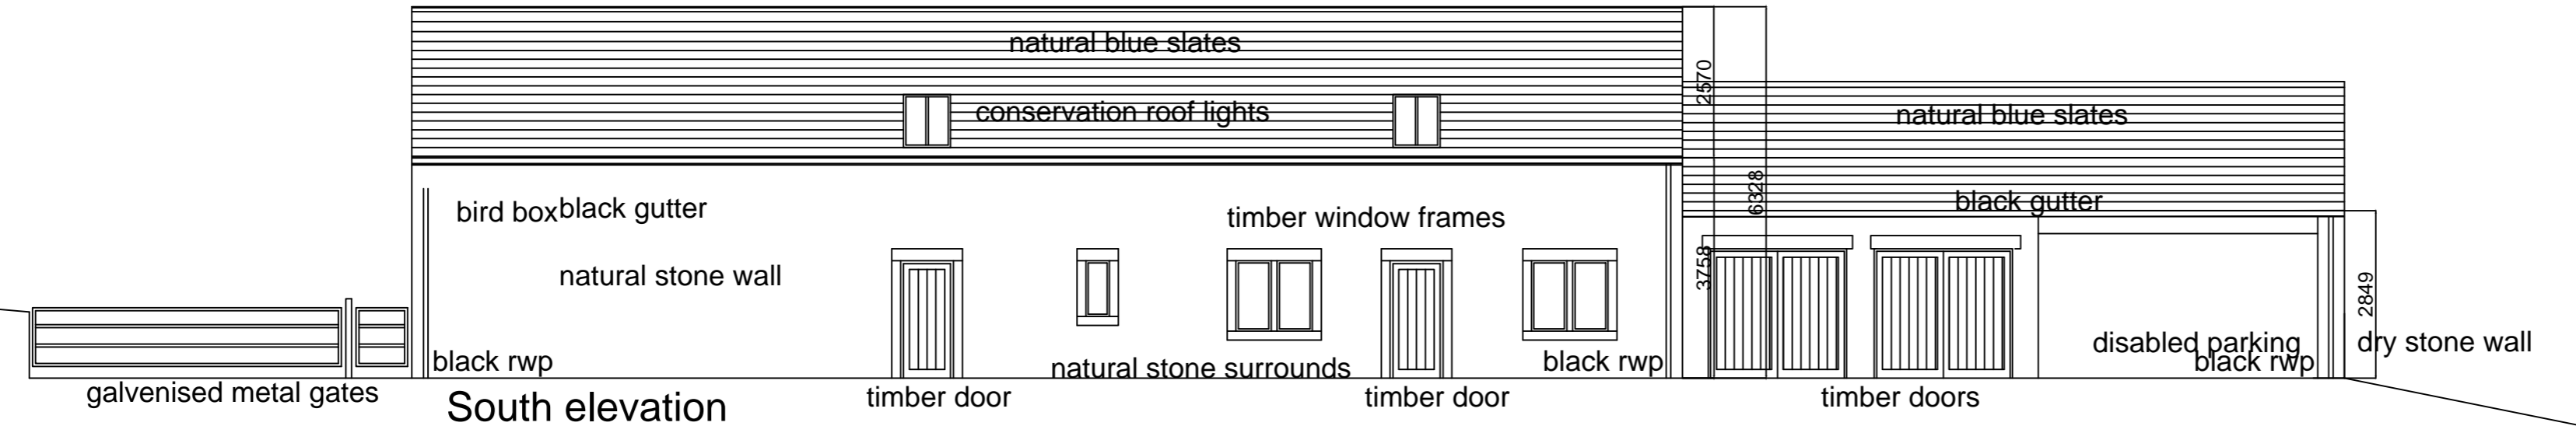 natural blue slates
conservation roof lights
2570
natural blue slates
6328
black gutter
bird box
black gutter
timber window frames
natural stone wall
3758
2849
disabled parking
dry stone wall
black rwp
natural stone surrounds
black rwp
black rwp
galvenised metal gates
South elevation
timber door
timber door
timber doors